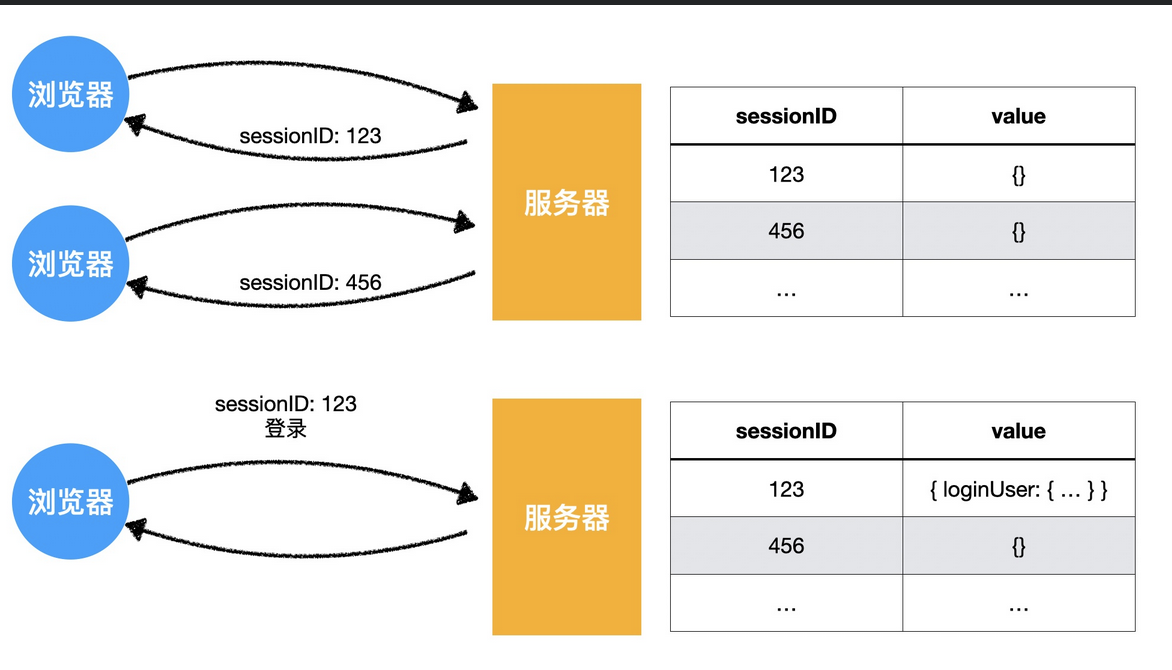 浏览器
sessionID: 123
浏览器
sessionID: 456
服务器
sessionID value
123 {}
456 {}
... ...
sessionID: 123
登录
浏览器
服务器
sessionID value
123 { loginUser: { ... } }
456 {}
... ...